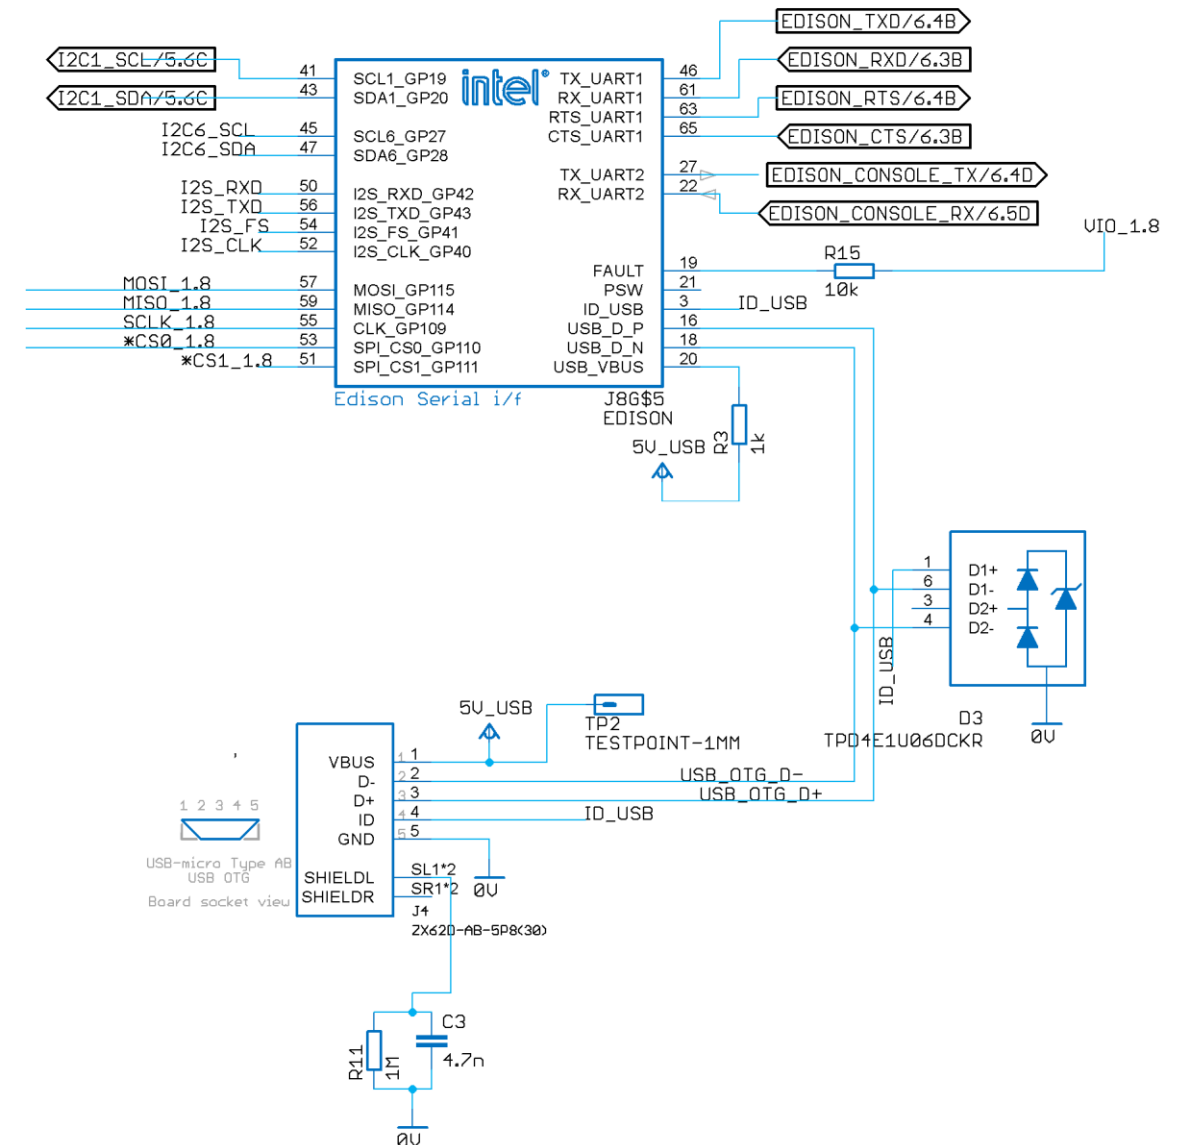 EDISON_TXD/6.4B
I2C1_SCL/5.6C
EDISON_RXD/6.3B
41 SCL1_GP19 intel® TX_UART1 46
I2C1_SDA/5.6C
43 SDA1_GP20 RX_UART1 61
EDISON_RTS/6.4B
RTS_UART1 63
I2C6_SCL 45 SCL6_GP27 CTS_UART1 65
EDISON_CTS/6.3B
I2C6_SDA 47 SDA6_GP28
TX_UART2 27 EDISON_CONSOLE_TX/6.4D
I2S_RXD 50 I2S_RXD_GP42 RX_UART2 22
I2S_TXD 56 I2S_TXD_GP43
EDISON_CONSOLE_RX/6.5D
I2S_FS 54 I2S_FS_GP41
VIO_1.8
I2S_CLK 52 I2S_CLK_GP40
R15
FAULT 19
10k
MOSI_1.8 57 MOSI_GP115 PSW 21
MISO_1.8 59 MISO_GP114 ID_USB 3 ID_USB
SCLK_1.8 55 CLK_GP109 USB_D_P 16
*CS0_1.8 53 SPI_CS0_GP110 USB_D_N 18
*CS1_1.8 51 SPI_CS1_GP111 USB_VBUS 20
Edison Serial i/f
J8G$5
EDISON
R3
1k
5V_USB
1 D1+
6 D1-
3 D2+
4 D2-
ID_USB
D3
TPD4E1U06DCKR
0V
5V_USB
TP2
TESTPOINT-1MM
'
VBUS 1 1
D- 2 2 USB_OTG_D-
D+ 3 3 USB_OTG_D+
ID 4 4 ID_USB
GND 5 5
1 2 3 4 5
USB-micro Type AB
USB OTG
Board socket view
SHIELDL SL1*2
SHIELDR SR1*2
0V
J4
ZX62D-AB-5P8(30)
C3
4.7n
R11
1M
0V